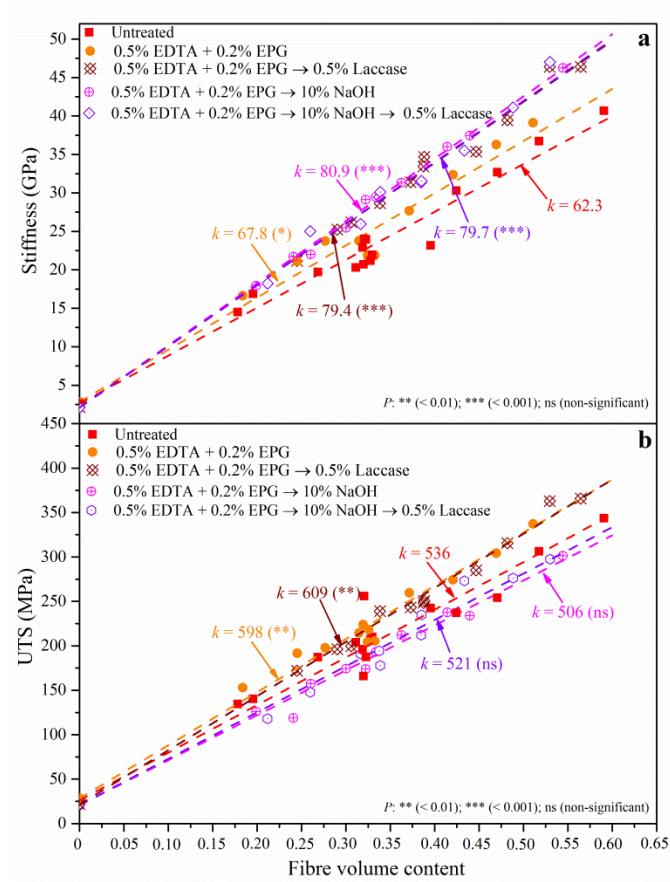 a
Untreated
0.5% EDTA + 0.2% EPG
0.5% EDTA + 0.2% EPG → 0.5% Laccase
0.5% EDTA + 0.2% EPG → 10% NaOH
0.5% EDTA + 0.2% EPG → 10% NaOH → 0.5% Laccase
k = 80.9 (***)
k = 62.3
k = 67.8 (*)
k = 79.7 (***)
k = 79.4 (***)
P: ** (< 0.01); *** (< 0.001); ns (non-significant)
Stiffness (GPa)
50
45
40
35
30
25
20
15
10
5
b
Untreated
0.5% EDTA + 0.2% EPG
0.5% EDTA + 0.2% EPG → 0.5% Laccase
0.5% EDTA + 0.2% EPG → 10% NaOH
0.5% EDTA + 0.2% EPG → 10% NaOH → 0.5% Laccase
k = 536
k = 609 (**)
k = 506 (ns)
k = 598 (**)
k = 521 (ns)
P: ** (< 0.01); *** (< 0.001); ns (non-significant)
UTS (MPa)
450
400
350
300
250
200
150
100
50
0
0 0.05 0.10 0.15 0.20 0.25 0.30 0.35 0.40 0.45 0.50 0.55 0.60 0.65
Fibre volume content